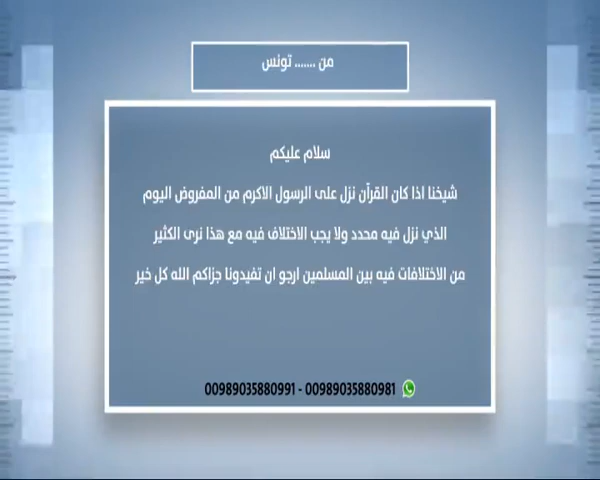 من ....... تونس
سلام عليكم
شيخنا اذا كان القرآن نزل على الرسول الاكرم من المفروض اليوم
الذي نزل فيه محدد ولا يجب الاختلاف فيه مع هذا نرى الكثير
من الاختلافات فيه بين المسلمين ارجو ان تفيدونا جزاكم الله كل خير
00989035880991 - 00989035880981